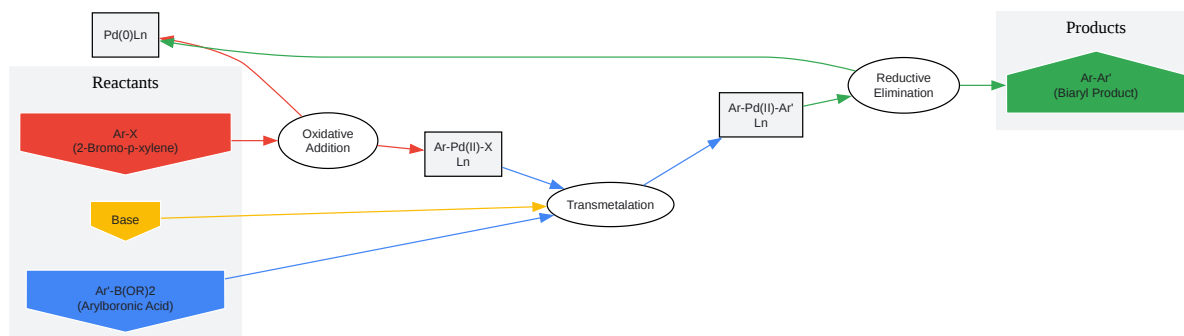 Pd(0)Ln
Reactants
Ar-X
(2-Bromo-p-xylene)
Base
Ar'-B(OR)2
(Arylboronic Acid)
Oxidative
Addition
Ar-Pd(II)-X
Ln
Transmetalation
Ar-Pd(II)-Ar'
Ln
Reductive
Elimination
Products
Ar-Ar'
(Biaryl Product)